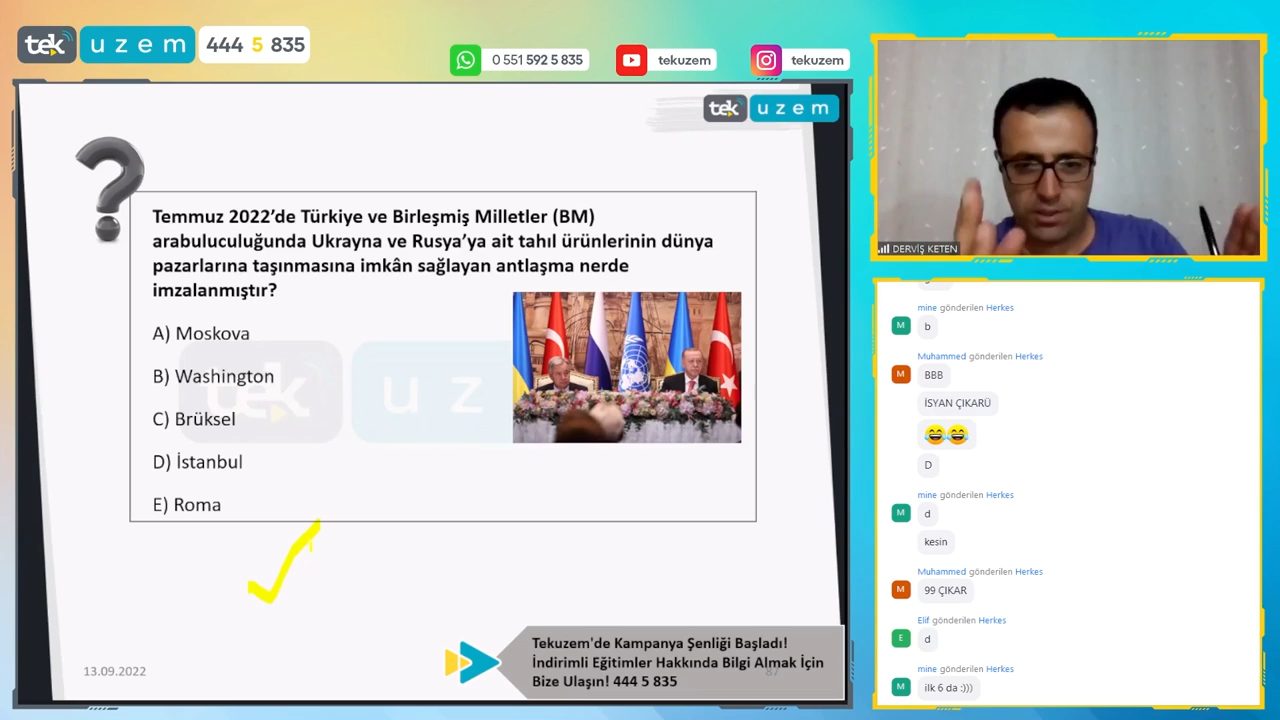 tek uzem 444 5 835
0 551 592 5 835
tekuzem
tekuzem
tek uzem
Temmuz 2022'de Türkiye ve Birleşmiş Milletler (BM)
arabuluculuğunda Ukrayna ve Rusya'ya ait tahıl ürünlerinin dünya
pazarlarına taşınmasına imkân sağlayan antlaşma nerde
imzalanmıştır?
A) Moskova
B) Washington
C) Brüksel
D) İstanbul
E) Roma
tek uz
13.09.2022
87
Tekuzem'de Kampanya Şenliği Başladı!
İndirimli Eğitimler Hakkında Bilgi Almak İçin
Bize Ulaşın! 444 5 835
DERVİŞ KETEN
mine gönderilen Herkes
M
b
Muhammed gönderilen Herkes
M
BBB
İSYAN ÇIKARÜ
D
mine gönderilen Herkes
M
d
kesin
Muhammed gönderilen Herkes
M
99 ÇIKAR
Elif gönderilen Herkes
E
d
mine gönderilen Herkes
M
ilk 6 da :)))